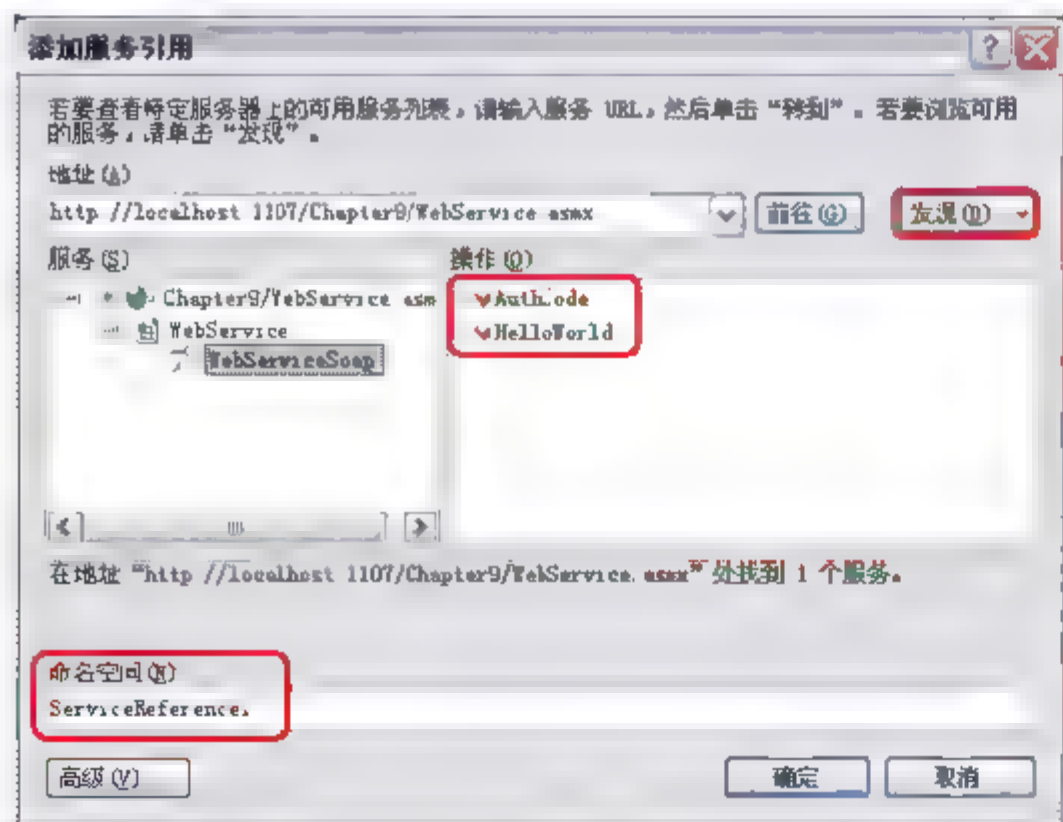 添加服务引用
若要查看特定服务器上的可用服务列表，请输入服务 URL，然后单击“转到”。若要浏览可用
的服务，请单击“发现”。
地址(A)
http //localhost 1107/Chapter9/WebService asmx
前往(G)
发现(D)
服务(S)
操作(O)
Chapter9/WebService asm
WebService
WebServiceSoap
HelloWorld
在地址 “http //localhost 1107/Chapter9/WebService.asmx” 处找到 1 个服务。
命名空间(N)
ServiceReference
高级(V)
确定
取消